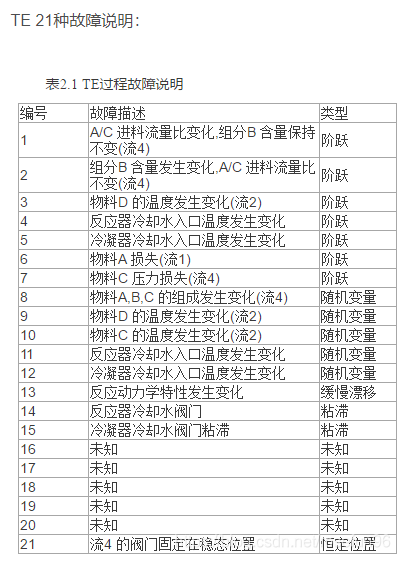 TE 21种故障说明：
表2.1 TE过程故障说明
编号 故障描述 类型
1 A/C 进料流量比变化,组分B 含量保持 阶跃
不变(流4)
2 组分B 含量发生变化,A/C 进料流量比 阶跃
不变(流4)
3 物料D 的温度发生变化(流2) 阶跃
4 反应器冷却水入口温度发生变化 阶跃
5 冷凝器冷却水入口温度发生变化 阶跃
6 物料A 损失(流1) 阶跃
7 物料C 压力损失(流4) 阶跃
8 物料A,B,C 的组成发生变化(流4) 随机变量
9 物料D 的温度发生变化(流2) 随机变量
10 物料C 的温度发生变化(流2) 随机变量
11 反应器冷却水入口温度发生变化 随机变量
12 冷凝器冷却水入口温度发生变化 随机变量
13 反应动力学特性发生变化 缓慢漂移
14 反应器冷却水阀门 粘滞
15 冷凝器冷却水阀门粘滞 粘滞
16 未知 未知
17 未知 未知
18 未知 未知
19 未知 未知
20 未知 未知
21 流4 的阀门固定在稳态位置 恒定位置